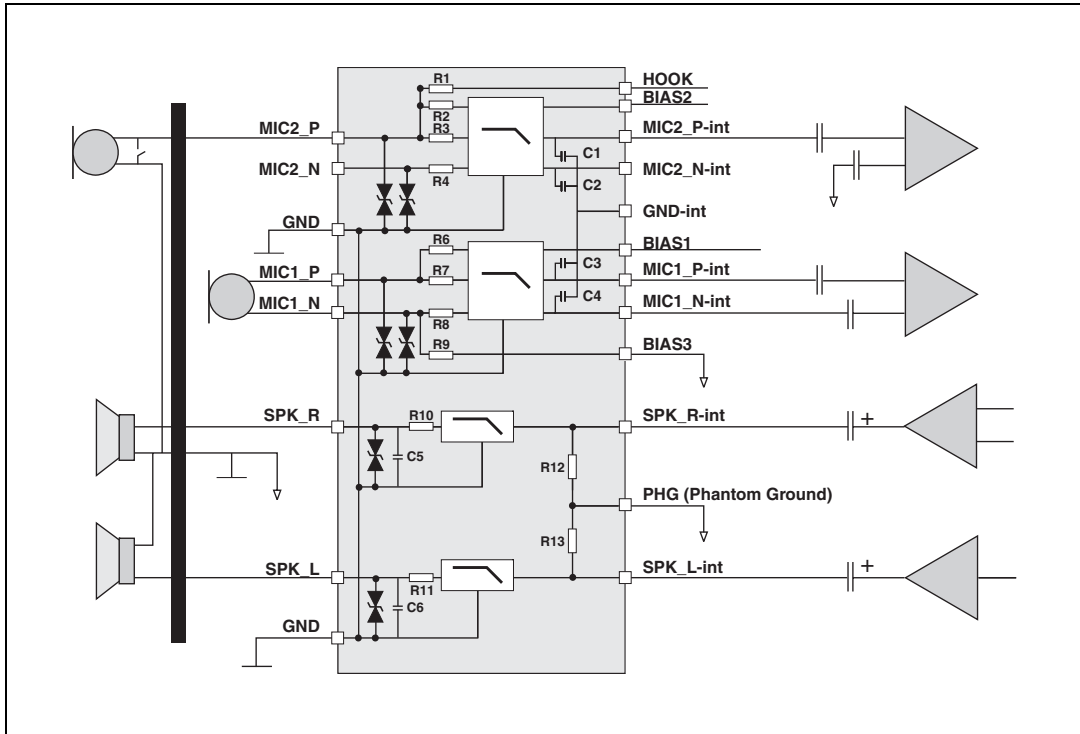 R1
HOOK
BIAS2
R2
MIC2_P
R3
MIC2_P-int
C1
MIC2_N
R4
MIC2_N-int
C2
GND
GND-int
R6
BIAS1
MIC1_P
R7
C3
MIC1_P-int
MIC1_N
R8
C4
MIC1_N-int
R9
BIAS3
SPK_R
R10
SPK_R-int
+
C5
R12
PHG (Phantom Ground)
R13
SPK_L
R11
SPK_L-int
+
C6
GND